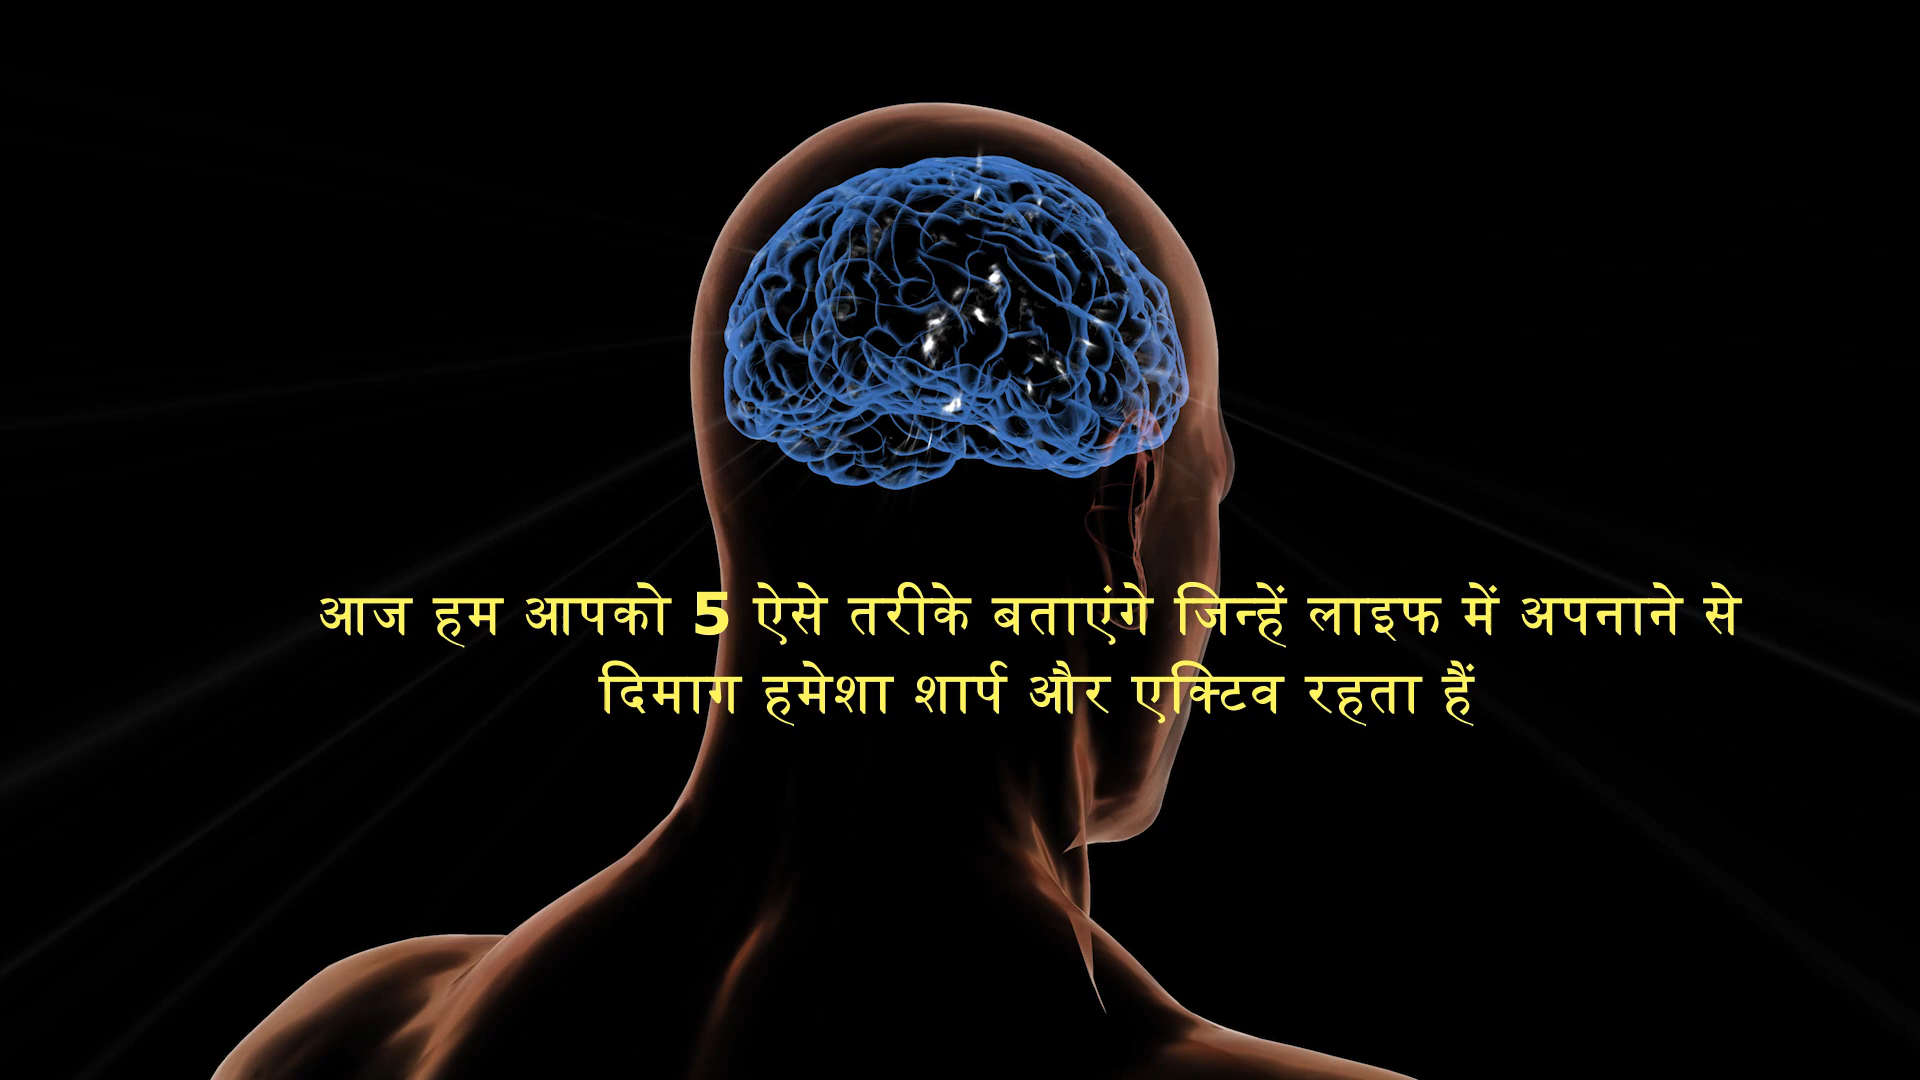 आज हम आपको 5 ऐसे तरीके बताएंगे जिन्हें लाइफ में अपनाने से
दिमाग हमेशा शार्प और एक्टिव रहता हैं